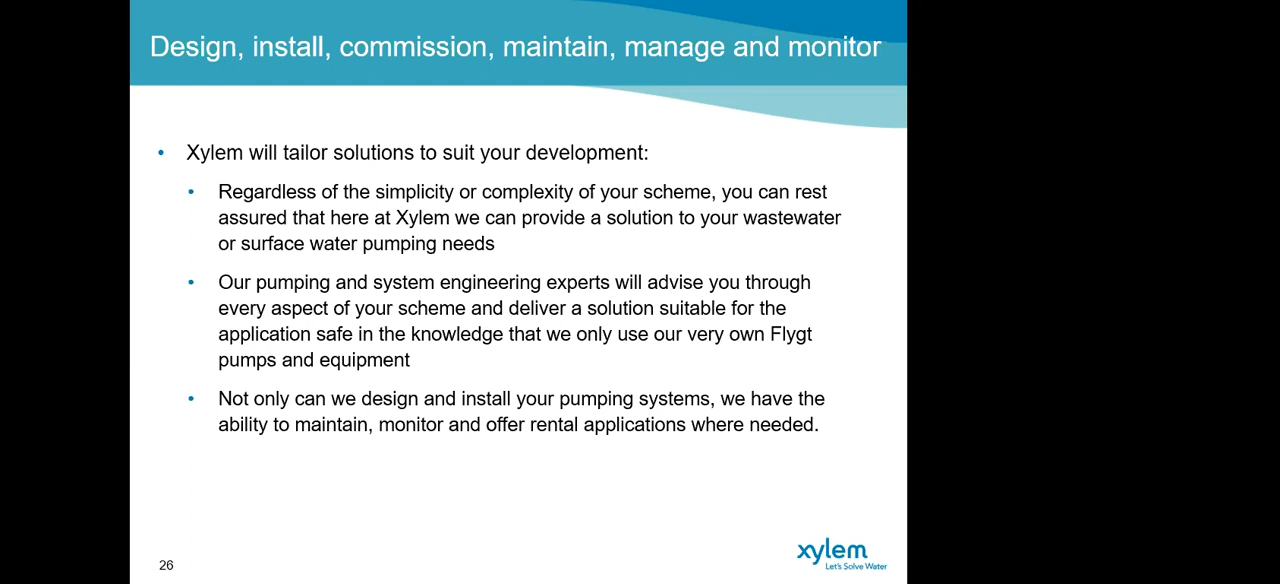 Design, install, commission, maintain, manage and monitor
• Xylem will tailor solutions to suit your development:
• Regardless of the simplicity or complexity of your scheme, you can rest
assured that here at Xylem we can provide a solution to your wastewater
or surface water pumping needs
• Our pumping and system engineering experts will advise you through
every aspect of your scheme and deliver a solution suitable for the
application safe in the knowledge that we only use our very own Flygt
pumps and equipment
• Not only can we design and install your pumping systems, we have the
ability to maintain, monitor and offer rental applications where needed.
26
xylem
Let's Solve Water